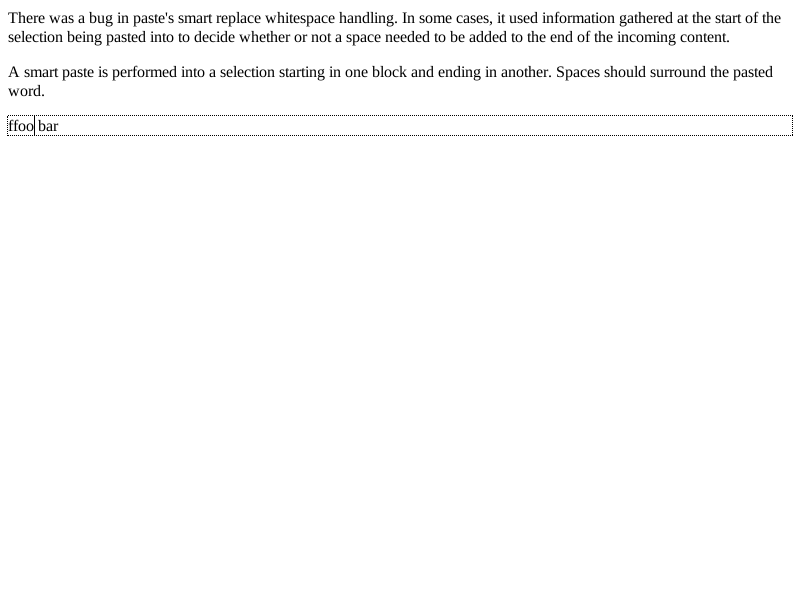 There was a bug in paste's smart replace whitespace handling. In some cases, it used information gathered at the start of the
selection being pasted into to decide whether or not a space needed to be added to the end of the incoming content.
A smart paste is performed into a selection starting in one block and ending in another. Spaces should surround the pasted
word.
ffoo bar